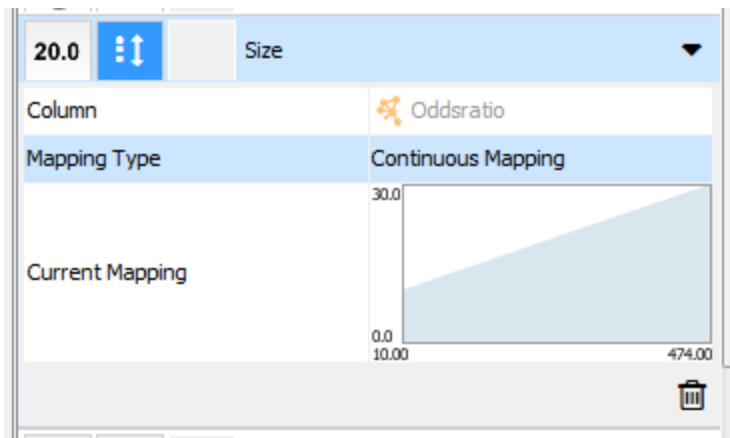 20.0 Size
Column Oddsratio
Mapping Type Continuous Mapping
30.0
Current Mapping
0.0
10.00 474.00